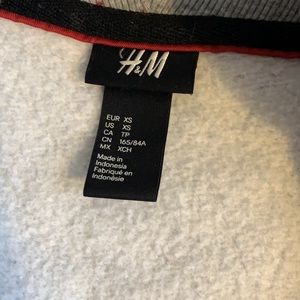 H&M
EUR XS
US XS
CA TP
CN 165/84A
MX XCH
Made in
Indonesia
Fabriqué en
Indonésie